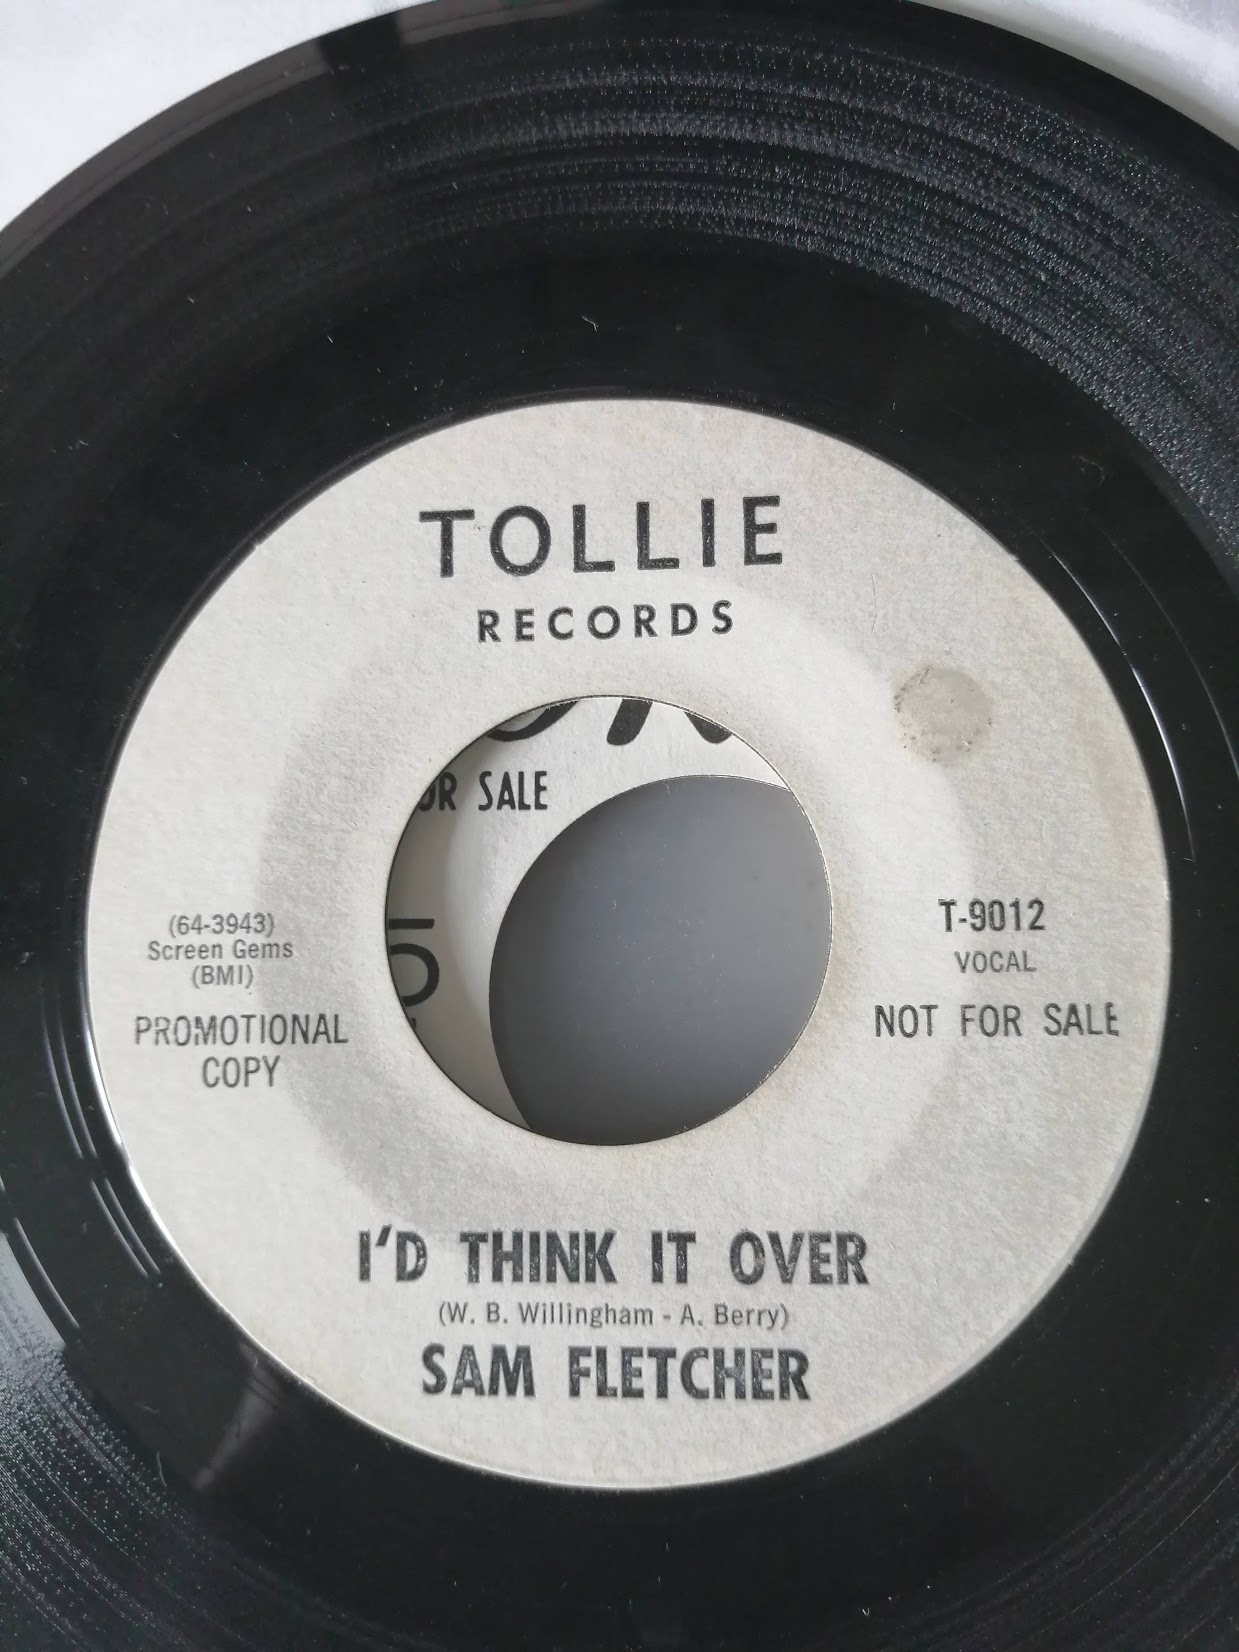 TOLLIE
RECORDS
SALE
(64-3943)
Screen Gems
(BMI)
PROMOTIONAL
COPY
T-9012
VOCAL
NOT FOR SALE
I'D THINK IT OVER
(W. B. Willingham - A. Berry)
SAM FLETCHER